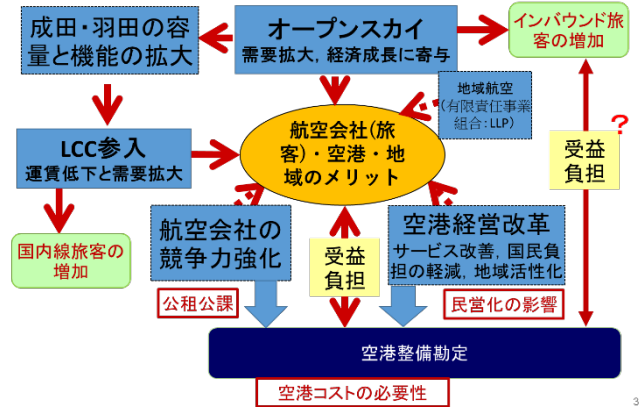 成田・羽田の容
量と機能の拡大
オープンスカイ
需要拡大，経済成長に寄与
インバウンド旅
客の増加
地域航空
（有限責任事業
組合：LLP）
？
LCC参入
運賃低下と需要拡大
航空会社(旅
客)・空港・地
域のメリット
受益
負担
国内線旅客の
増加
航空会社の
競争力強化
受益
負担
空港経営改革
サービス改善，国民負
担の軽減，地域活性化
公租公課
民営化の影響
空港整備勘定
空港コストの必要性
3